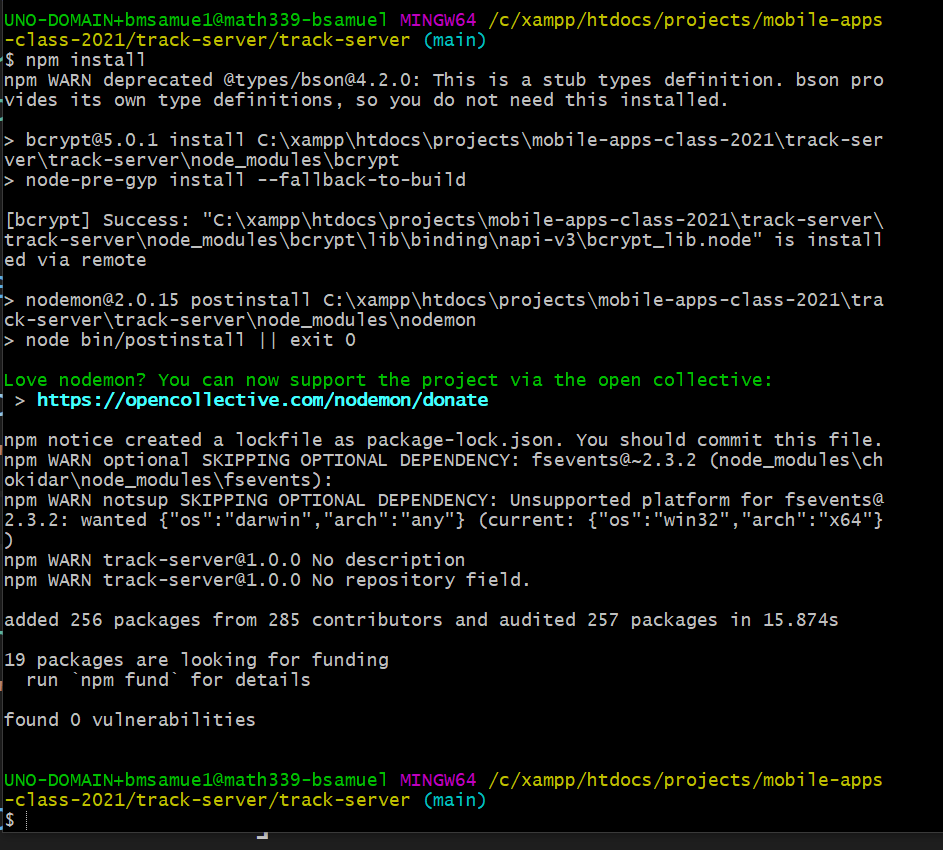 UNO-DOMAIN+bmsamue1@math339-bsamuel MINGW64 /c/xampp/htdocs/projects/mobile-apps
-class-2021/track-server/track-server (main)
$ npm install
npm WARN deprecated @types/bson@4.2.0: This is a stub types definition. bson pro
vides its own type definitions, so you do not need this installed.
> bcrypt@5.0.1 install C:\xampp\htdocs\projects\mobile-apps-class-2021\track-ser
ver\track-server\node_modules\bcrypt
> node-pre-gyp install --fallback-to-build
[bcrypt] Success: "C:\xampp\htdocs\projects\mobile-apps-class-2021\track-server\
track-server\node_modules\bcrypt\lib\binding\napi-v3\bcrypt_lib.node" is install
ed via remote
> nodemon@2.0.15 postinstall C:\xampp\htdocs\projects\mobile-apps-class-2021\tra
ck-server\track-server\node_modules\nodemon
> node bin/postinstall || exit 0
Love nodemon? You can now support the project via the open collective:
> https://opencollective.com/nodemon/donate
npm notice created a lockfile as package-lock.json. You should commit this file.
npm WARN optional SKIPPING OPTIONAL DEPENDENCY: fsevents@~2.3.2 (node_modules\ch
okidar\node_modules\fsevents):
npm WARN notsup SKIPPING OPTIONAL DEPENDENCY: Unsupported platform for fsevents@
2.3.2: wanted {"os":"darwin","arch":"any"} (current: {"os":"win32","arch":"x64"}
)
npm WARN track-server@1.0.0 No description
npm WARN track-server@1.0.0 No repository field.
added 256 packages from 285 contributors and audited 257 packages in 15.874s
19 packages are looking for funding
run `npm fund` for details
found 0 vulnerabilities
UNO-DOMAIN+bmsamue1@math339-bsamuel MINGW64 /c/xampp/htdocs/projects/mobile-apps
-class-2021/track-server/track-server (main)
$